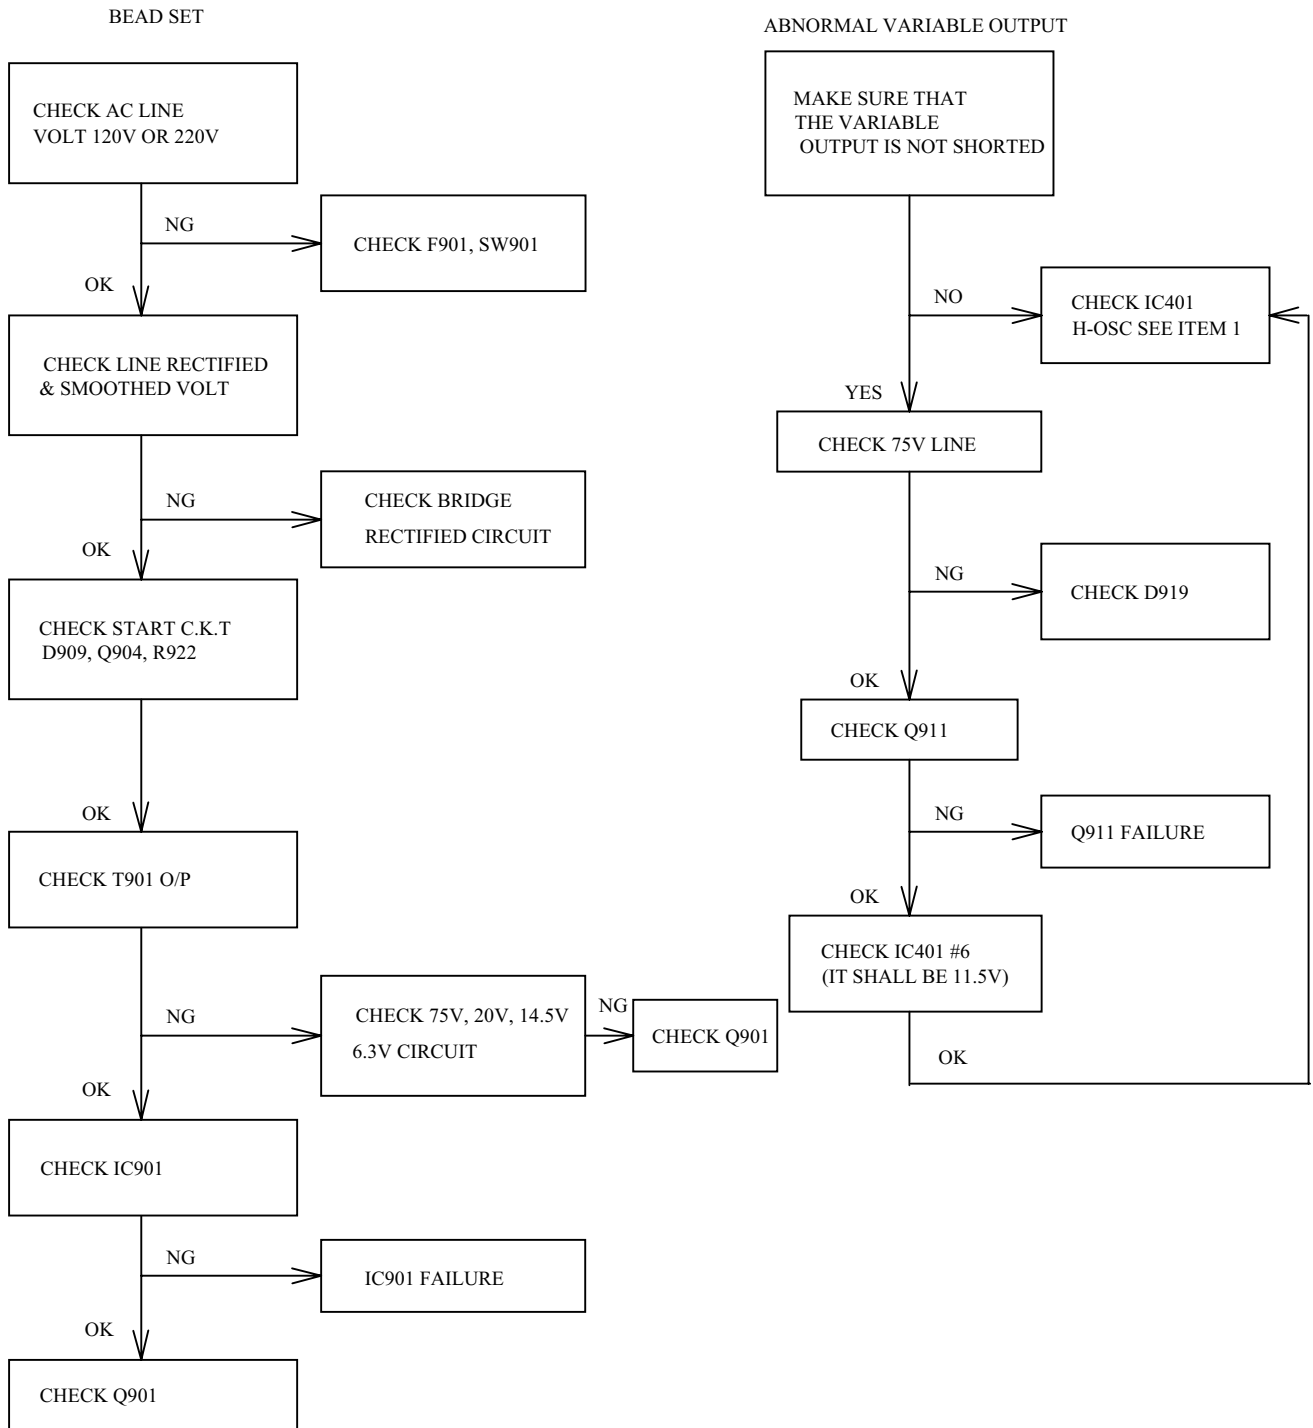 BEAD SET
CHECK AC LINE
VOLT 120V OR 220V
NG
CHECK F901, SW901
OK
CHECK LINE RECTIFIED
& SMOOTHED VOLT
NG
CHECK BRIDGE
RECTIFIED CIRCUIT
OK
CHECK START C.K.T
D909, Q904, R922
OK
CHECK T901 O/P
NG
CHECK 75V, 20V, 14.5V
6.3V CIRCUIT
NG
CHECK Q901
OK
CHECK IC901
NG
IC901 FAILURE
OK
CHECK Q901
ABNORMAL VARIABLE OUTPUT
MAKE SURE THAT
THE VARIABLE
OUTPUT IS NOT SHORTED
NO
CHECK IC401
H-OSC SEE ITEM 1
YES
CHECK 75V LINE
NG
CHECK D919
OK
CHECK Q911
NG
Q911 FAILURE
OK
CHECK IC401 #6
(IT SHALL BE 11.5V)
OK